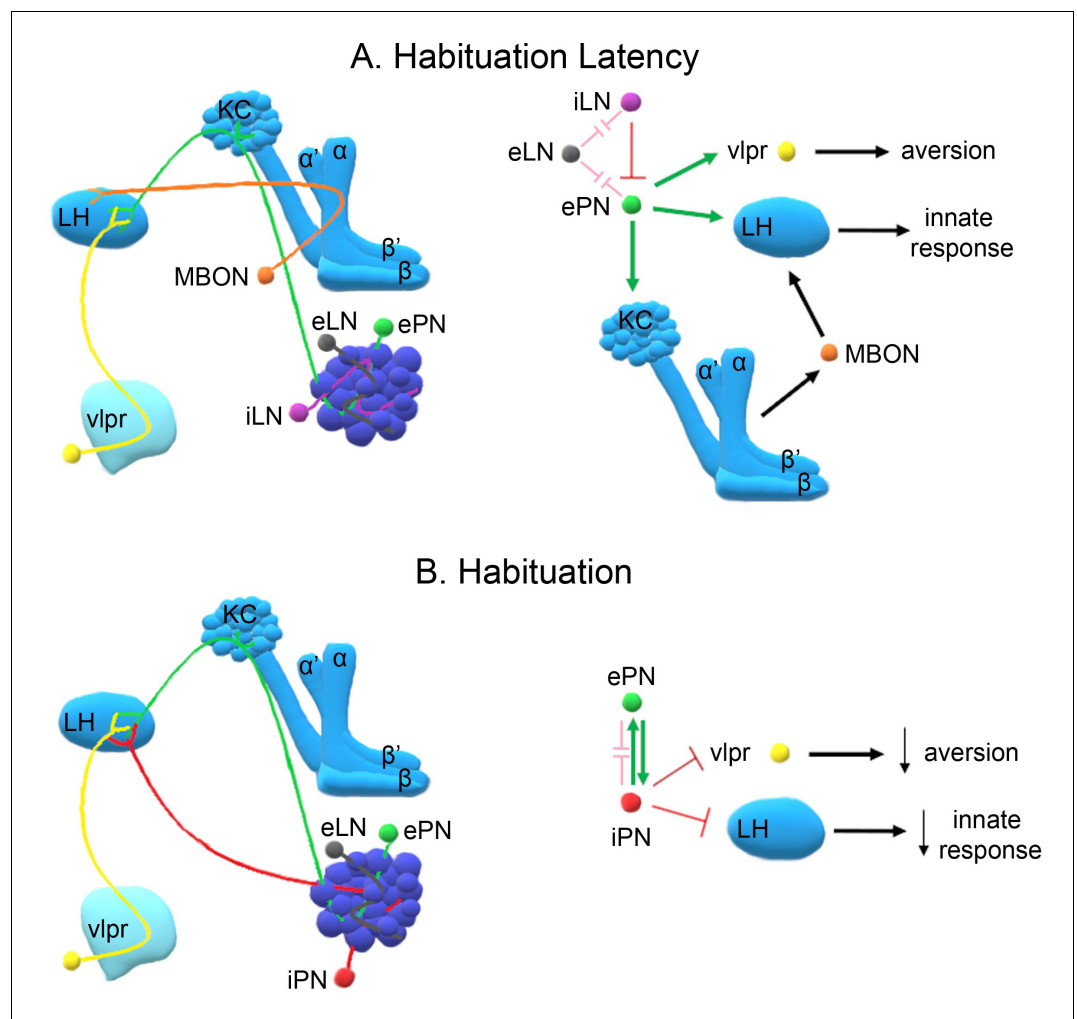 A. Habituation Latency
KC
α’
α
LH
β’
β
MBON
eLN
ePN
iLN
vlpr
iLN
eLN
vlpr
aversion
ePN
LH
innate
response
KC
MBON
α’
α
β’
β
B. Habituation
KC
α’
α
LH
β’
β
eLN
ePN
vlpr
iPN
ePN
vlpr
aversion
iPN
LH
innate
response